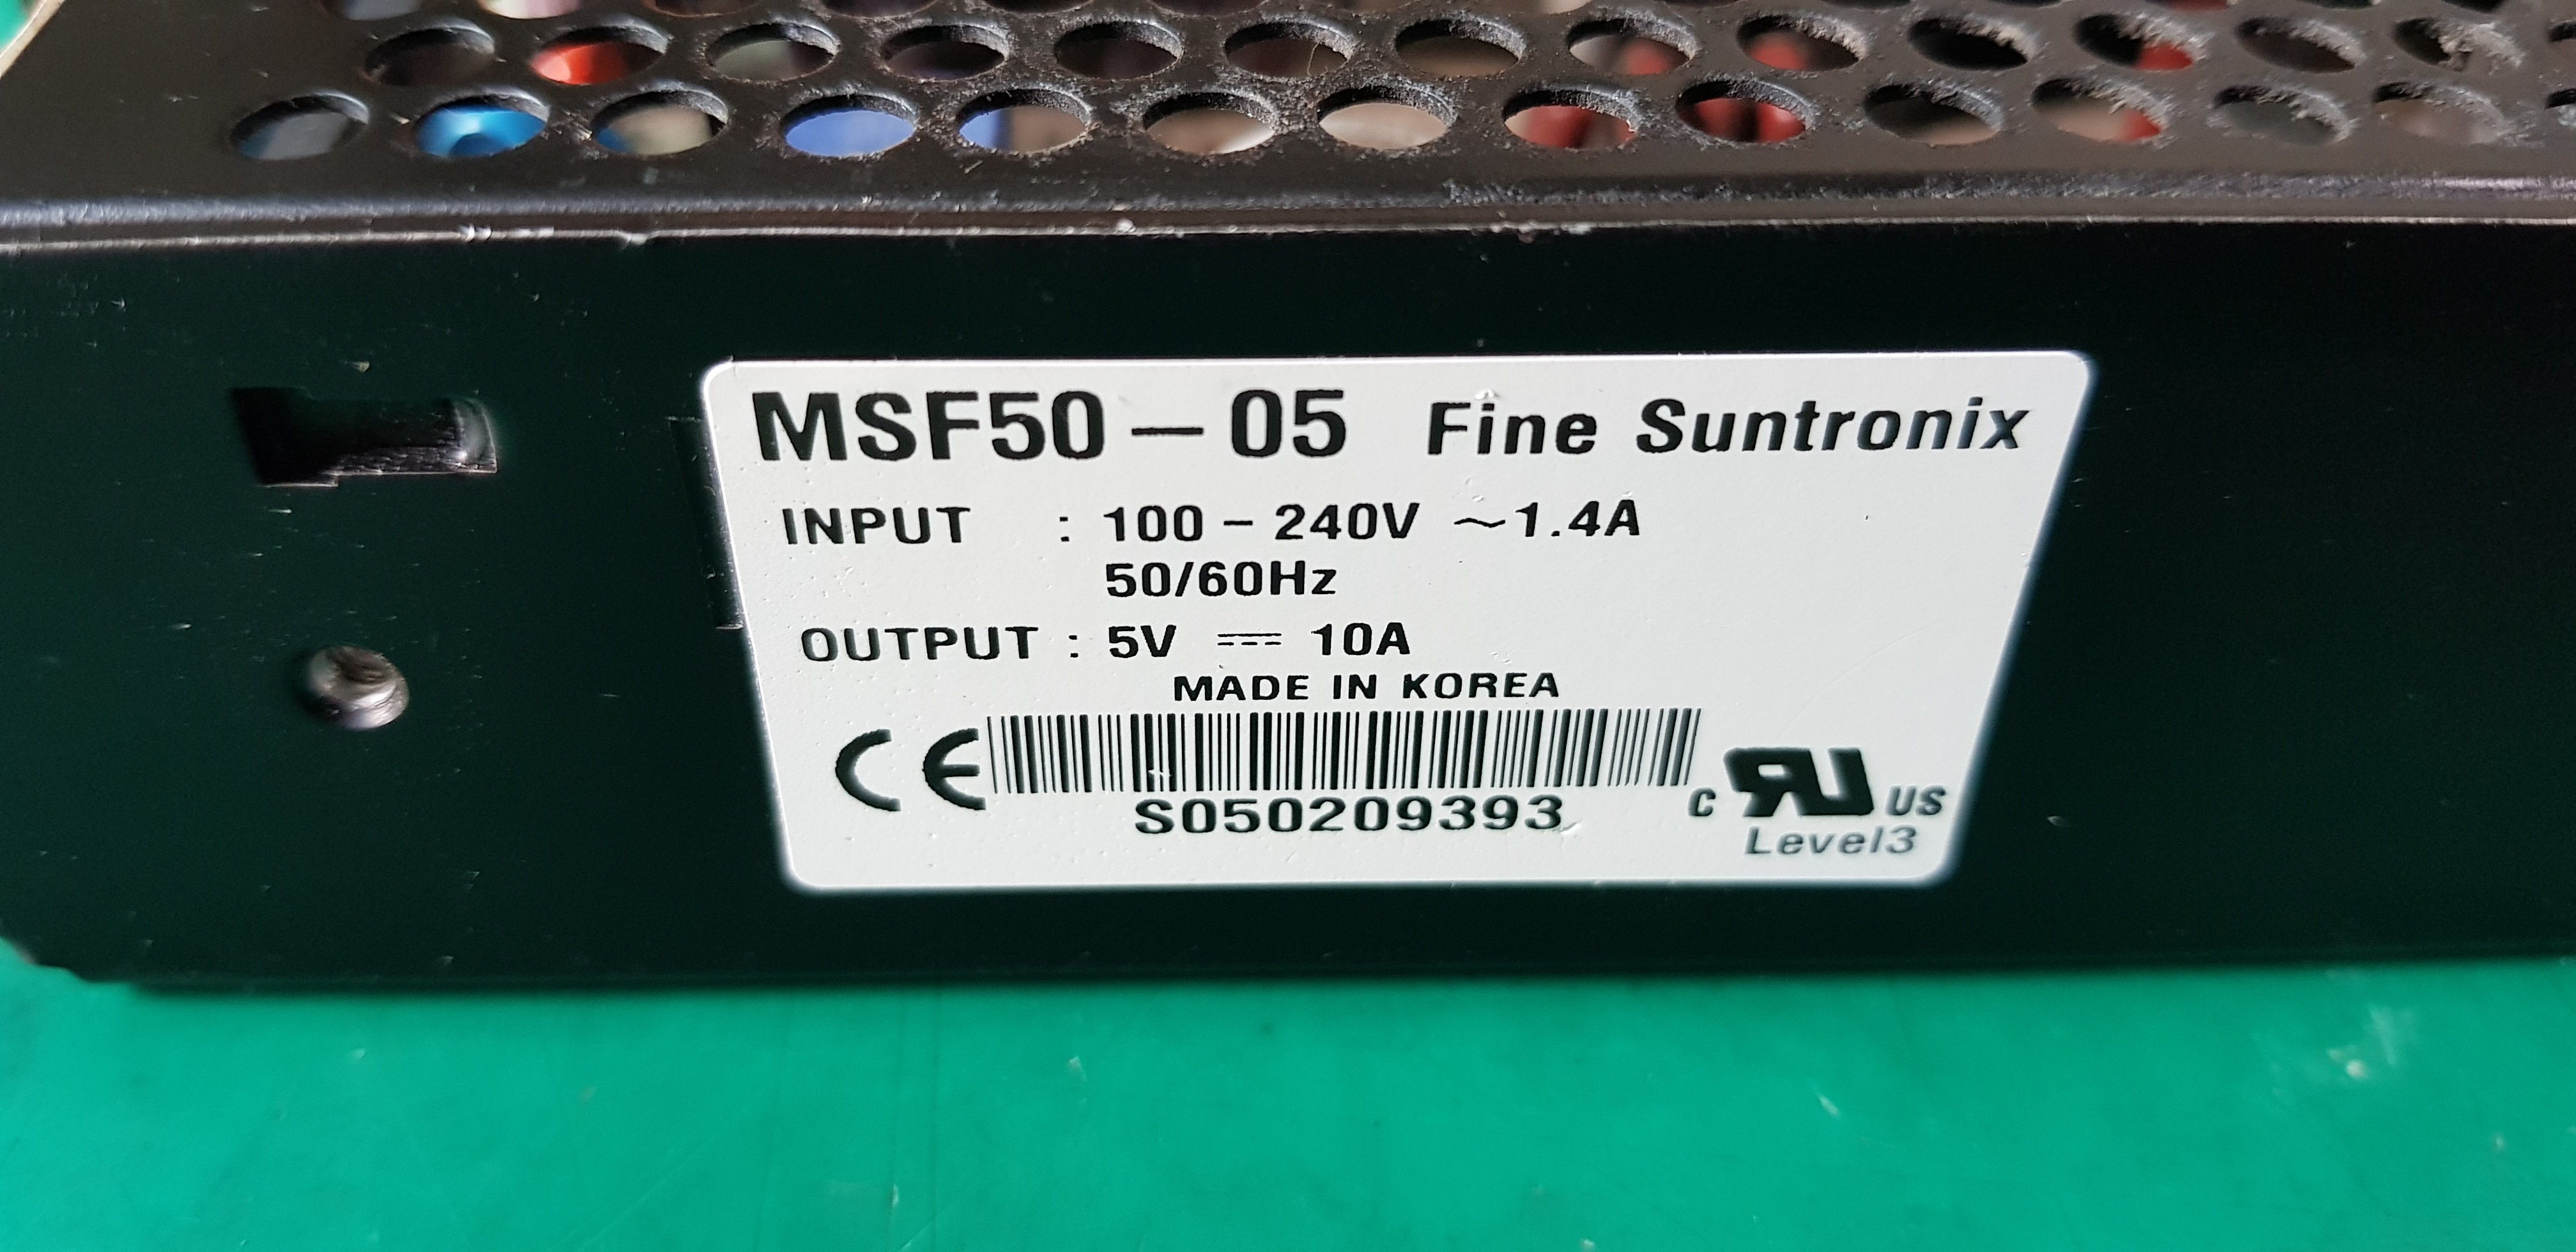 MSF50-05 Fine Suntronix
INPUT : 100-240V ~1.4A
50/60Hz
OUTPUT : 5V ⎓ 10A
MADE IN KOREA
CE
S050209393
c RU US
Level3